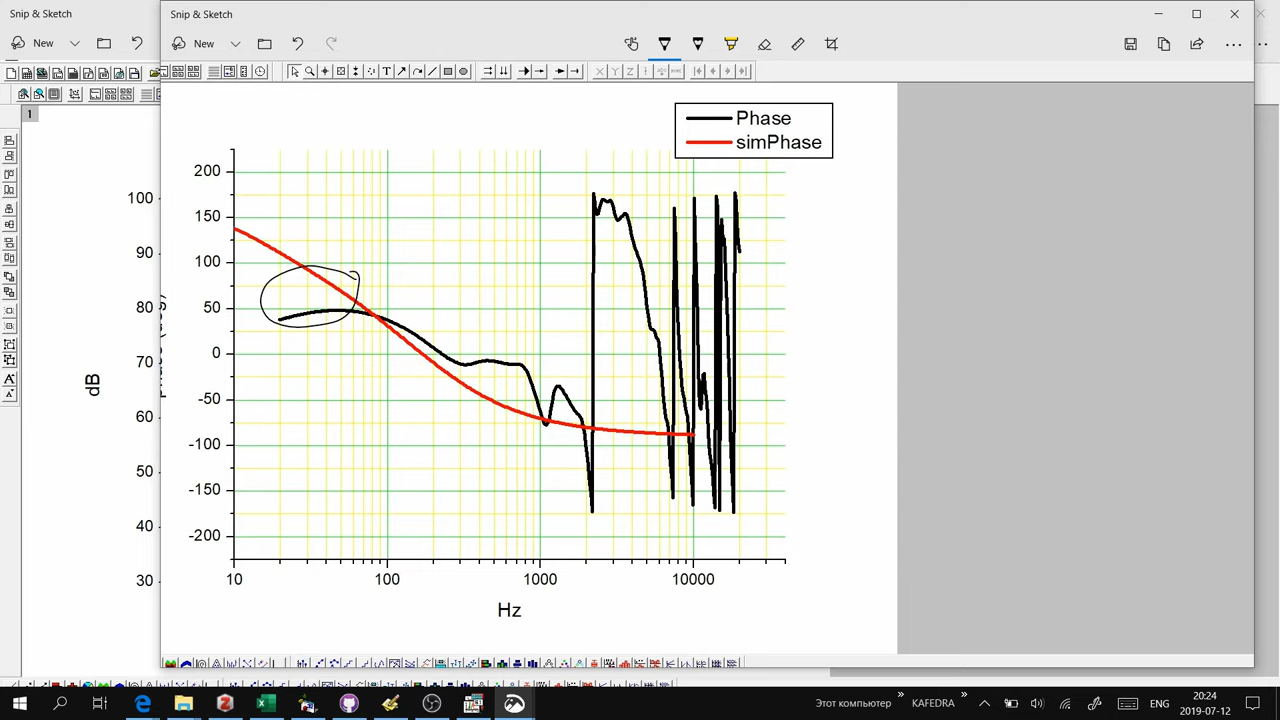 Snip & Sketch
Snip & Sketch
New
New
1
Phase
simPhase
200
150
100
50
0
-50
-100
-150
-200
100
90
80
70
60
50
40
30
dB
10
100
1000
10000
Hz
Этот компьютер
»
KAFEDRA
»
ENG
20:24
2019-07-12